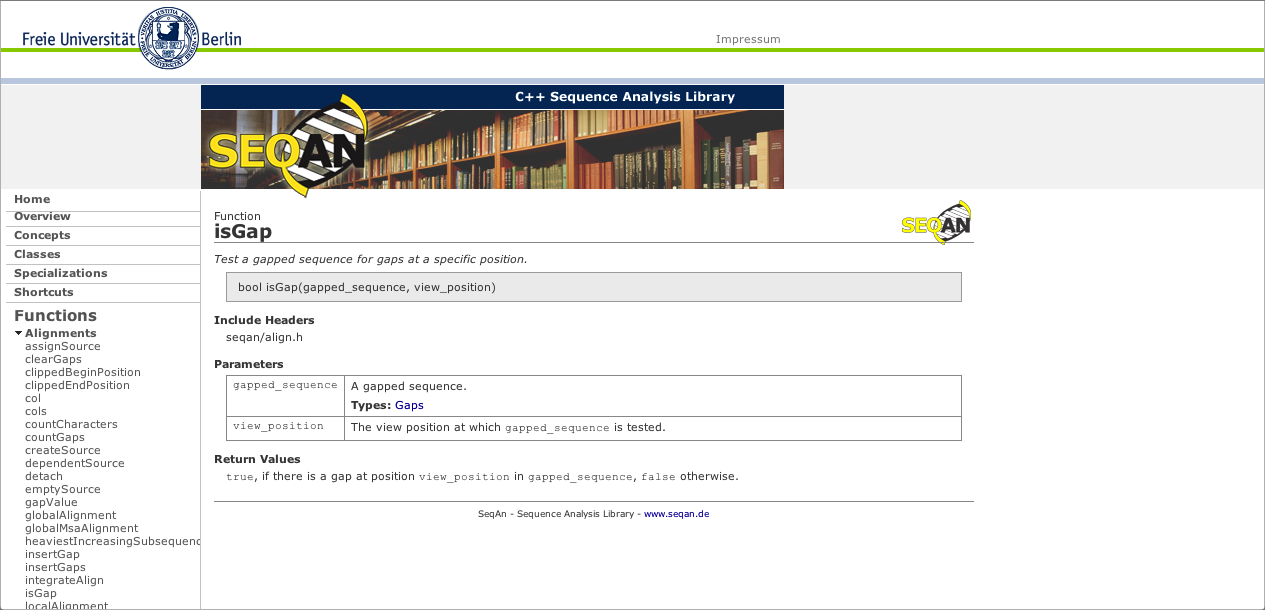 Freie Universität Berlin
Impressum
C++ Sequence Analysis Library
SEQAN
Home
Overview
Concepts
Classes
Specializations
Shortcuts
Functions
Alignments
assignSource
clearGaps
clippedBeginPosition
clippedEndPosition
col
cols
countCharacters
countGaps
createSource
dependentSource
detach
emptySource
gapValue
globalAlignment
globalMsaAlignment
heaviestIncreasingSubsequenc
insertGap
insertGaps
integrateAlign
isGap
localAlignment
Function
isGap
SEQAN
Test a gapped sequence for gaps at a specific position.
bool isGap(gapped_sequence, view_position)
Include Headers
seqan/align.h
Parameters
gapped_sequence A gapped sequence.
Types: Gaps
view_position The view position at which gapped_sequence is tested.
Return Values
true, if there is a gap at position view_position in gapped_sequence, false otherwise.
SeqAn - Sequence Analysis Library - www.seqan.de